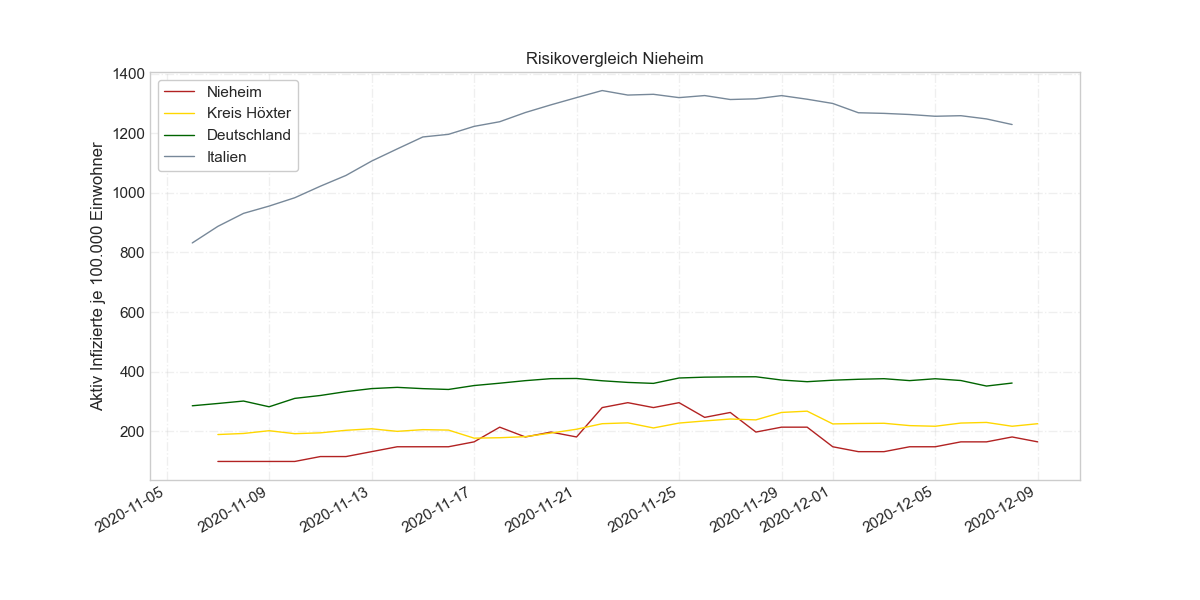 Risikovergleich Nieheim
Nieheim
Kreis Höxter
Deutschland
Italien
Aktiv Infizierte je 100.000 Einwohner
1400
1200
1000
800
600
400
200
2020-11-05
2020-11-09
2020-11-13
2020-11-17
2020-11-21
2020-11-25
2020-11-29
2020-12-01
2020-12-05
2020-12-09